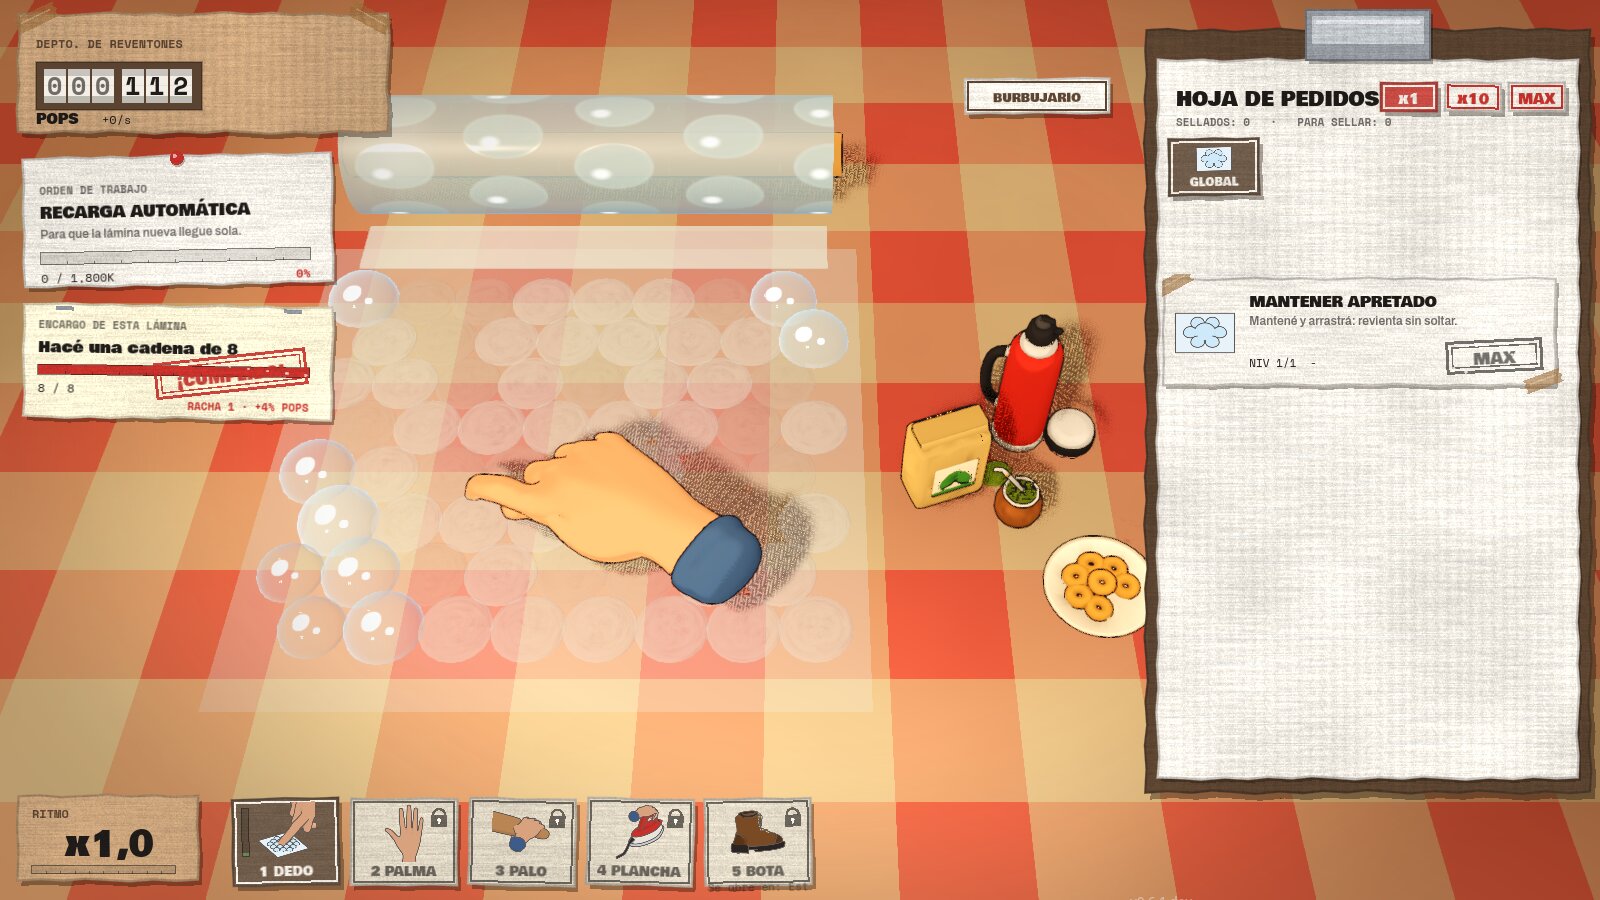 DEPTO. DE REVENTONES
000112
POPS +0/s
ORDEN DE TRABAJO
RECARGA AUTOMÁTICA
Para que la lámina nueva llegue sola.
0 / 1.800K 0%
ENCARGO DE ESTA LÁMINA
Hacé una cadena de 8
8 / 8
RACHA 1 · +4% POPS
BURBUJARIO
HOJA DE PEDIDOS
x1 x10 MAX
SELLADOS: 0 · PARA SELLAR: 0
GLOBAL
MANTENER APRETADO
Mantené y arrastrá: revienta sin soltar.
NIV 1/1 -
MAX
RITMO
x1,0
1 DEDO
2 PALMA
3 PALO
4 PLANCHA
5 BOTA